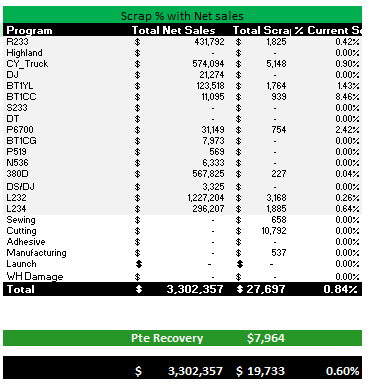 Scrap % with Net sales
Program Total Net Sales Total Scrap % Current Se
R233 $ 431,792 $ 1,825 0.42%
Highland $ - $ - 0.00%
CY_Truck $ 574,094 $ 5,148 0.90%
DJ $ 21,274 $ - 0.00%
BT1YL $ 123,518 $ 1,764 1.43%
BT1CC $ 11,095 $ 939 8.46%
S233 $ - $ - 0.00%
DT $ - $ - 0.00%
P6700 $ 31,149 $ 754 2.42%
BT1CG $ 7,973 $ - 0.00%
P519 $ 569 $ - 0.00%
N536 $ 6,333 $ - 0.00%
380D $ 567,825 $ 227 0.04%
DS/DJ $ 3,325 $ - 0.00%
L232 $ 1,227,204 $ 3,168 0.26%
L234 $ 296,207 $ 1,885 0.64%
Sewing $ - $ 658 0.00%
Cutting $ - $ 10,792 0.00%
Adhesive $ - $ - 0.00%
Manufacturing $ - $ 537 0.00%
Launch $ - $ - 0.00%
WH Damage $ - $ - 0.00%
Total $ 3,302,357 $ 27,697 0.84%
Pte Recovery $7,964
$ 3,302,357 $ 19,733 0.60%